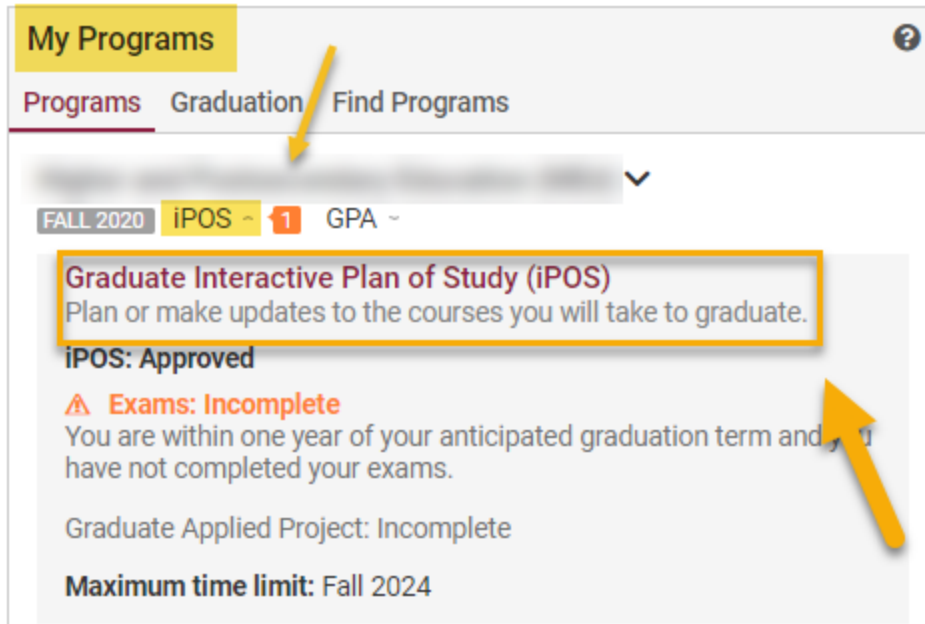 My Programs
Programs Graduation Find Programs
FALL 2020 iPOS 1 GPA
Graduate Interactive Plan of Study (iPOS)
Plan or make updates to the courses you will take to graduate.
iPOS: Approved
Exams: Incomplete
You are within one year of your anticipated graduation term and
have not completed your exams.
Graduate Applied Project: Incomplete
Maximum time limit: Fall 2024